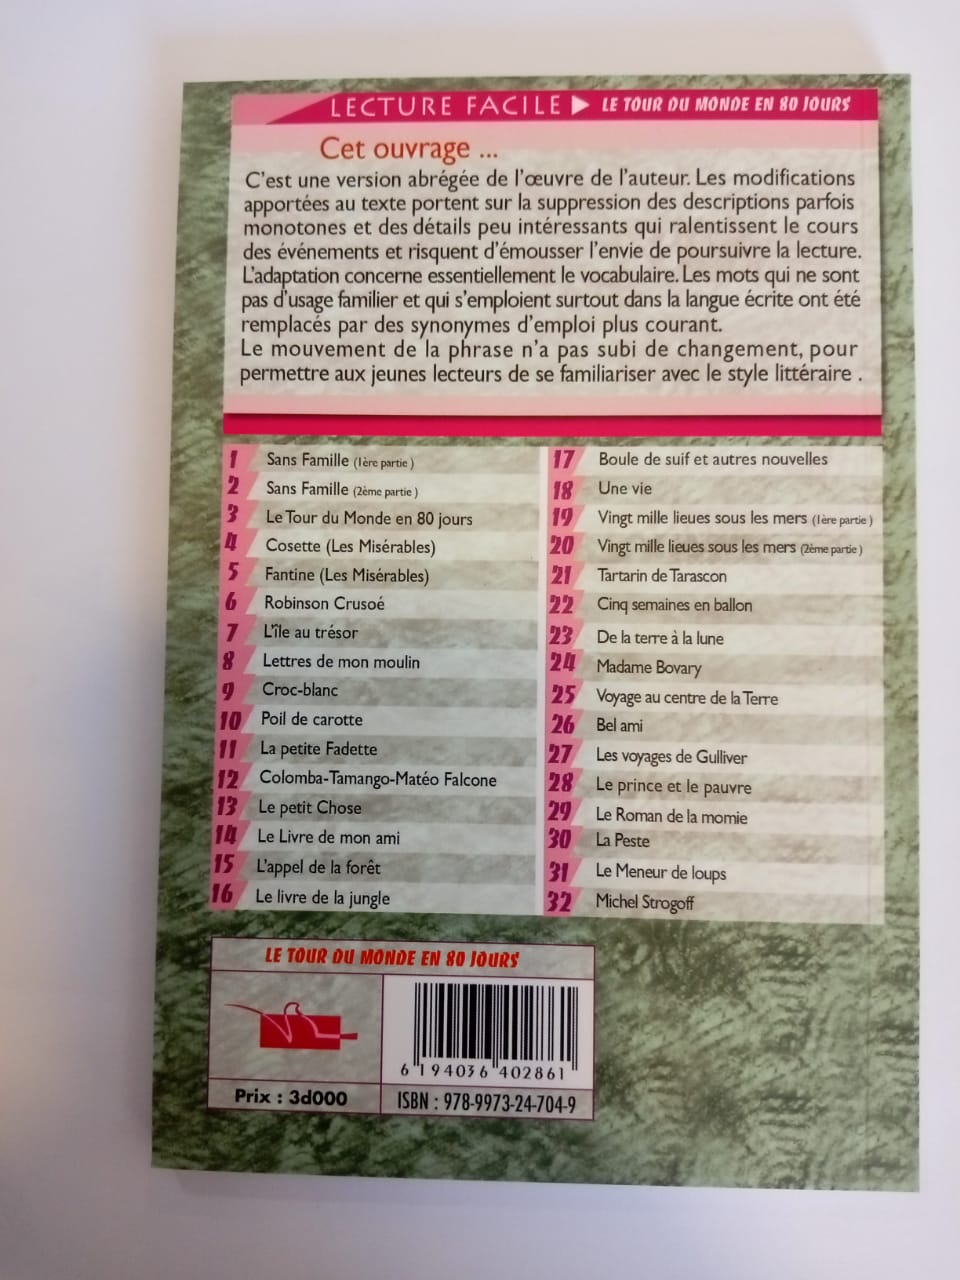 LECTURE FACILE ▶ LE TOUR DU MONDE EN 80 JOURS
Cet ouvrage ...
C'est une version abrégée de l'œuvre de l'auteur. Les modifications
apportées au texte portent sur la suppression des descriptions parfois
monotones et des détails peu intéressants qui ralentissent le cours
des événements et risquent d'émousser l'envie de poursuivre la lecture.
L'adaptation concerne essentiellement le vocabulaire. Les mots qui ne sont
pas d'usage familier et qui s'emploient surtout dans la langue écrite ont été
remplacés par des synonymes d'emploi plus courant.
Le mouvement de la phrase n'a pas subi de changement, pour
permettre aux jeunes lecteurs de se familiariser avec le style littéraire .
1 Sans Famille (1ère partie )
2 Sans Famille (2ème partie )
3 Le Tour du Monde en 80 jours
4 Cosette (Les Misérables)
5 Fantine (Les Misérables)
6 Robinson Crusoé
7 L'île au trésor
8 Lettres de mon moulin
9 Croc-blanc
10 Poil de carotte
11 La petite Fadette
12 Colomba-Tamango-Matéo Falcone
13 Le petit Chose
14 Le Livre de mon ami
15 L'appel de la forêt
16 Le livre de la jungle
17 Boule de suif et autres nouvelles
18 Une vie
19 Vingt mille lieues sous les mers (1ère partie )
20 Vingt mille lieues sous les mers (2ème partie )
21 Tartarin de Tarascon
22 Cinq semaines en ballon
23 De la terre à la lune
24 Madame Bovary
25 Voyage au centre de la Terre
26 Bel ami
27 Les voyages de Gulliver
28 Le prince et le pauvre
29 Le Roman de la momie
30 La Peste
31 Le Meneur de loups
32 Michel Strogoff
LE TOUR DU MONDE EN 80 JOURS
6 194036 402861
Prix : 3d000
ISBN : 978-9973-24-704-9